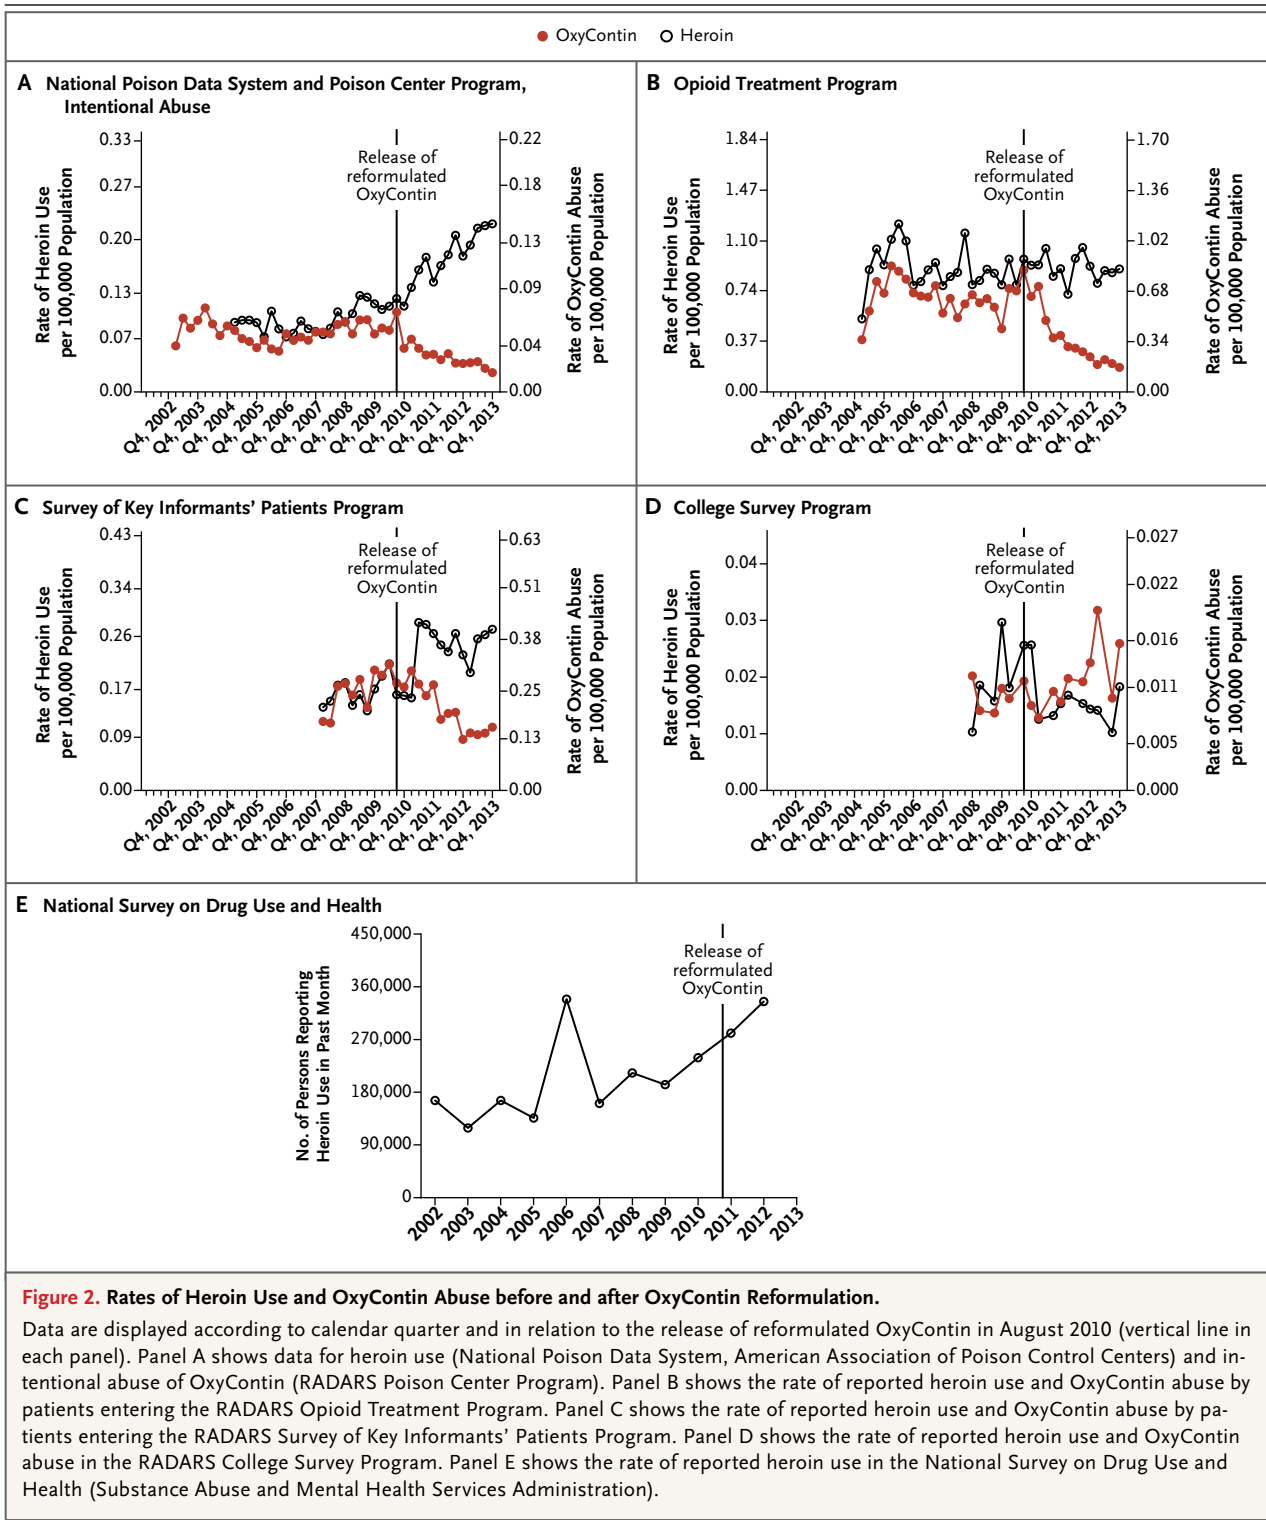 OxyContin Heroin
A National Poison Data System and Poison Center Program,
Intentional Abuse
Rate of Heroin Use
per 100,000 Population
0.33
0.27
0.20
0.13
0.07
0.00
Release of
reformulated
OxyContin
0.22
0.18
0.13
0.09
0.04
0.00
Rate of OxyContin Abuse
per 100,000 Population
Q4, 2002
Q4, 2003
Q4, 2004
Q4, 2005
Q4, 2006
Q4, 2007
Q4, 2008
Q4, 2009
Q4, 2010
Q4, 2011
Q4, 2012
Q4, 2013
B Opioid Treatment Program
Rate of Heroin Use
per 100,000 Population
1.84
1.47
1.10
0.74
0.37
0.00
Release of
reformulated
OxyContin
1.70
1.36
1.02
0.68
0.34
0.00
Rate of OxyContin Abuse
per 100,000 Population
Q4, 2002
Q4, 2003
Q4, 2004
Q4, 2005
Q4, 2006
Q4, 2007
Q4, 2008
Q4, 2009
Q4, 2010
Q4, 2011
Q4, 2012
Q4, 2013
C Survey of Key Informants’ Patients Program
Rate of Heroin Use
per 100,000 Population
0.43
0.34
0.26
0.17
0.09
0.00
Release of
reformulated
OxyContin
0.63
0.51
0.38
0.25
0.13
0.00
Rate of OxyContin Abuse
per 100,000 Population
Q4, 2002
Q4, 2003
Q4, 2004
Q4, 2005
Q4, 2006
Q4, 2007
Q4, 2008
Q4, 2009
Q4, 2010
Q4, 2011
Q4, 2012
Q4, 2013
D College Survey Program
Rate of Heroin Use
per 100,000 Population
0.04
0.03
0.02
0.01
0.00
Release of
reformulated
OxyContin
0.027
0.022
0.016
0.011
0.005
0.000
Rate of OxyContin Abuse
per 100,000 Population
Q4, 2002
Q4, 2003
Q4, 2004
Q4, 2005
Q4, 2006
Q4, 2007
Q4, 2008
Q4, 2009
Q4, 2010
Q4, 2011
Q4, 2012
Q4, 2013
E National Survey on Drug Use and Health
No. of Persons Reporting
Heroin Use in Past Month
450,000
360,000
270,000
180,000
90,000
0
Release of
reformulated
OxyContin
2002
2003
2004
2005
2006
2007
2008
2009
2010
2011
2012
2013
Figure 2. Rates of Heroin Use and OxyContin Abuse before and after OxyContin Reformulation.
Data are displayed according to calendar quarter and in relation to the release of reformulated OxyContin in August 2010 (vertical line in
each panel). Panel A shows data for heroin use (National Poison Data System, American Association of Poison Control Centers) and in-
tentional abuse of OxyContin (RADARS Poison Center Program). Panel B shows the rate of reported heroin use and OxyContin abuse by
patients entering the RADARS Opioid Treatment Program. Panel C shows the rate of reported heroin use and OxyContin abuse by pa-
tients entering the RADARS Survey of Key Informants’ Patients Program. Panel D shows the rate of reported heroin use and OxyContin
abuse in the RADARS College Survey Program. Panel E shows the rate of reported heroin use in the National Survey on Drug Use and
Health (Substance Abuse and Mental Health Services Administration).